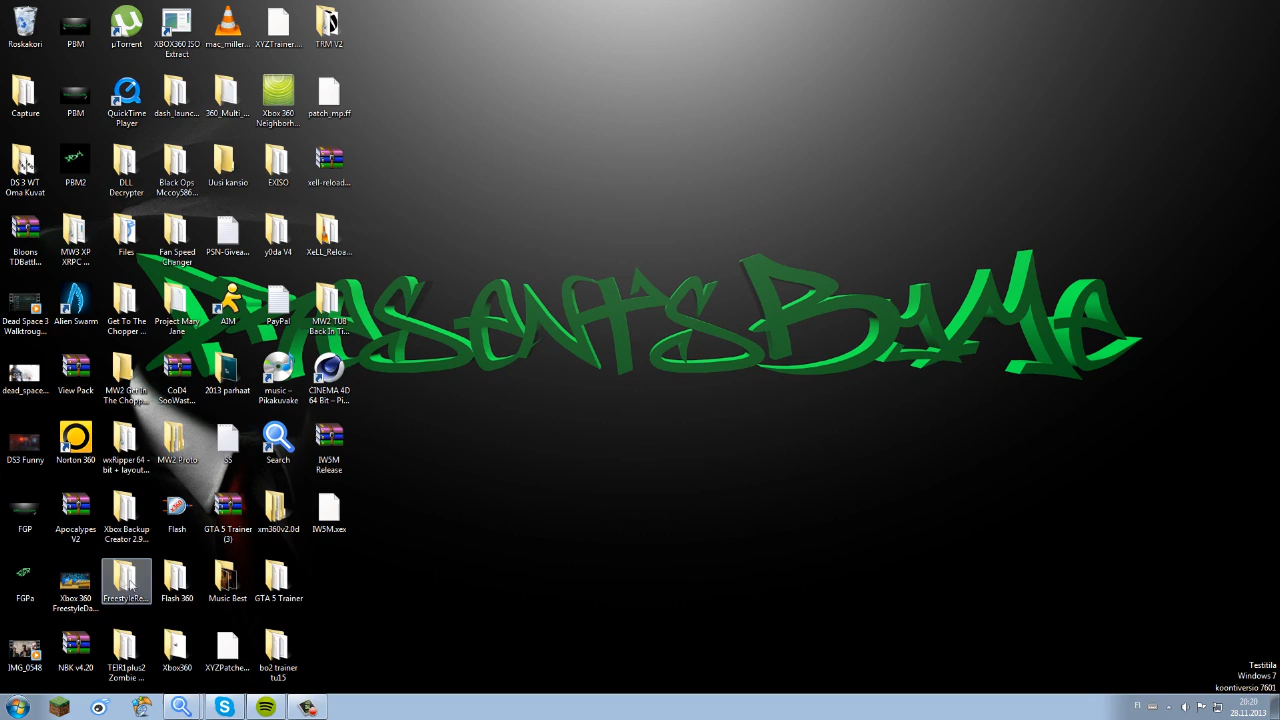 Roskakori
PBM
µTorrent
XBOX360 ISO
Extract
mac_miller...
XYZTrainer....
TRM V2
Capture
PBM
QuickTime
Player
dash_launc...
360_Multi_...
Xbox 360
Neighborh...
patch_mp.ff
DS 3 WT
Oma Kuvat
PBM2
DLL
Decrypter
Black Ops
Mccoy586...
Uusi kansio
EXISO
xell-reload...
Bloons
TDBattl...
MW3 XP
XRPC ...
Files
Fan Speed
Changer
PSN-Givea...
y0da V4
XeLL_Reloa...
Dead Space 3
Walktroug...
Alien Swarm
Get To The
Chopper ...
Project Mary
Jane
AIM
PayPal
MW2 TUB
Back In Ti...
dead_space...
View Pack
MW2 Get In
The Chopp...
CoD4
SooWast...
2013 parhaat
music –
Pikakuvake
CINEMA 4D
64 Bit – Pi...
DS3 Funny
Norton 360
wxRipper 64 -
bit + layout...
MW2 Proto
SS
Search
IW5M
Release
FGP
Apocalypes
V2
Xbox Backup
Creator 2.9...
Flash
GTA 5 Trainer
(3)
xm360v2.0d
IW5M.xex
FGPa
Xbox 360
FreestyleDa...
FreestyleRe...
Flash 360
Music Best
GTA 5 Trainer
IMG_0548
NBK v4.20
TEIR1plus2
Zombie ...
Xbox360
XYZPatche...
bo2 trainer
tu15
Testitila
Windows 7
koontiversio 7601
FI
20:20
28.11.2013